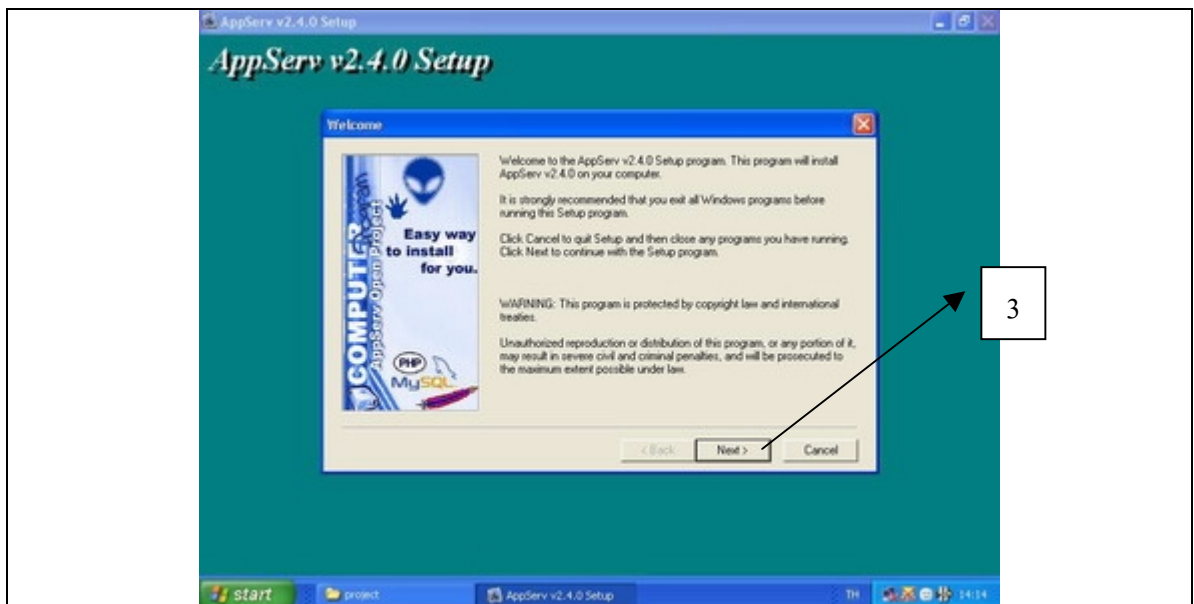 AppServ v2.4.0 Setup
AppServ v2.4.0 Setup
Welcome
Welcome to the AppServ v2.4.0 Setup program. This program will install
AppServ v2.4.0 on your computer.
It is strongly recommended that you exit all Windows programs before
running this Setup program.
Click Cancel to quit Setup and then close any programs you have running.
Click Next to continue with the Setup program.
WARNING: This program is protected by copyright law and international
treaties.
Unauthorized reproduction or distribution of this program, or any portion of it,
may result in severe civil and criminal penalties, and will be prosecuted to
the maximum extent possible under law.
COMPUTER
AppServ Open Project
Easy way
to install
for you.
PHP
MySQL
< Back
Next >
Cancel
3
start
project
AppServ v2.4.0 Setup
TH
14:14